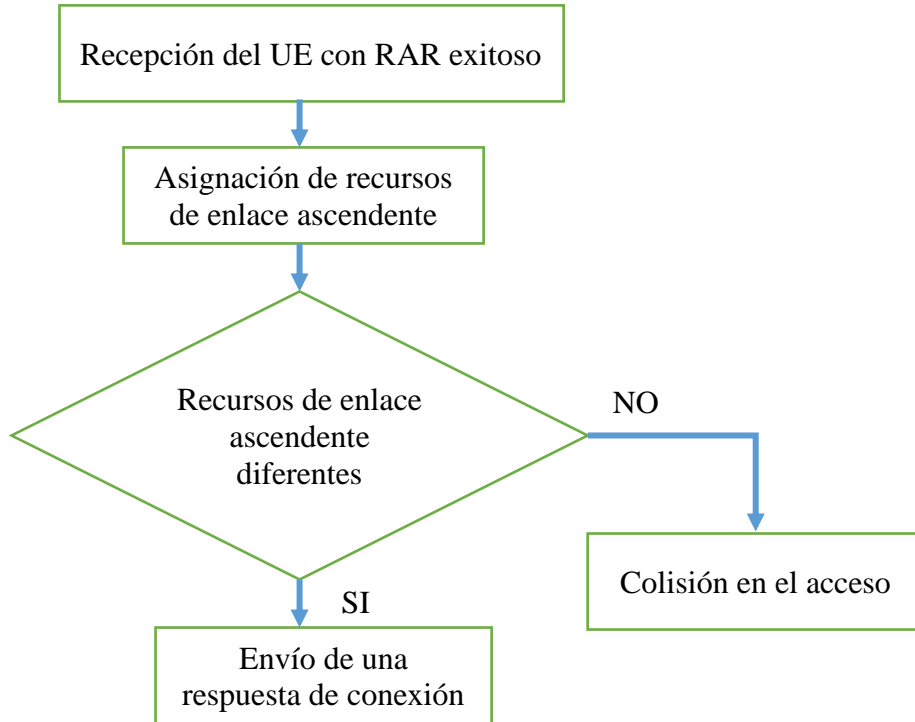 Recepción del UE con RAR exitoso
Asignación de recursos
de enlace ascendente
Recursos de enlace
ascendente
diferentes
NO
Colisión en el acceso
SI
Envío de una
respuesta de conexión